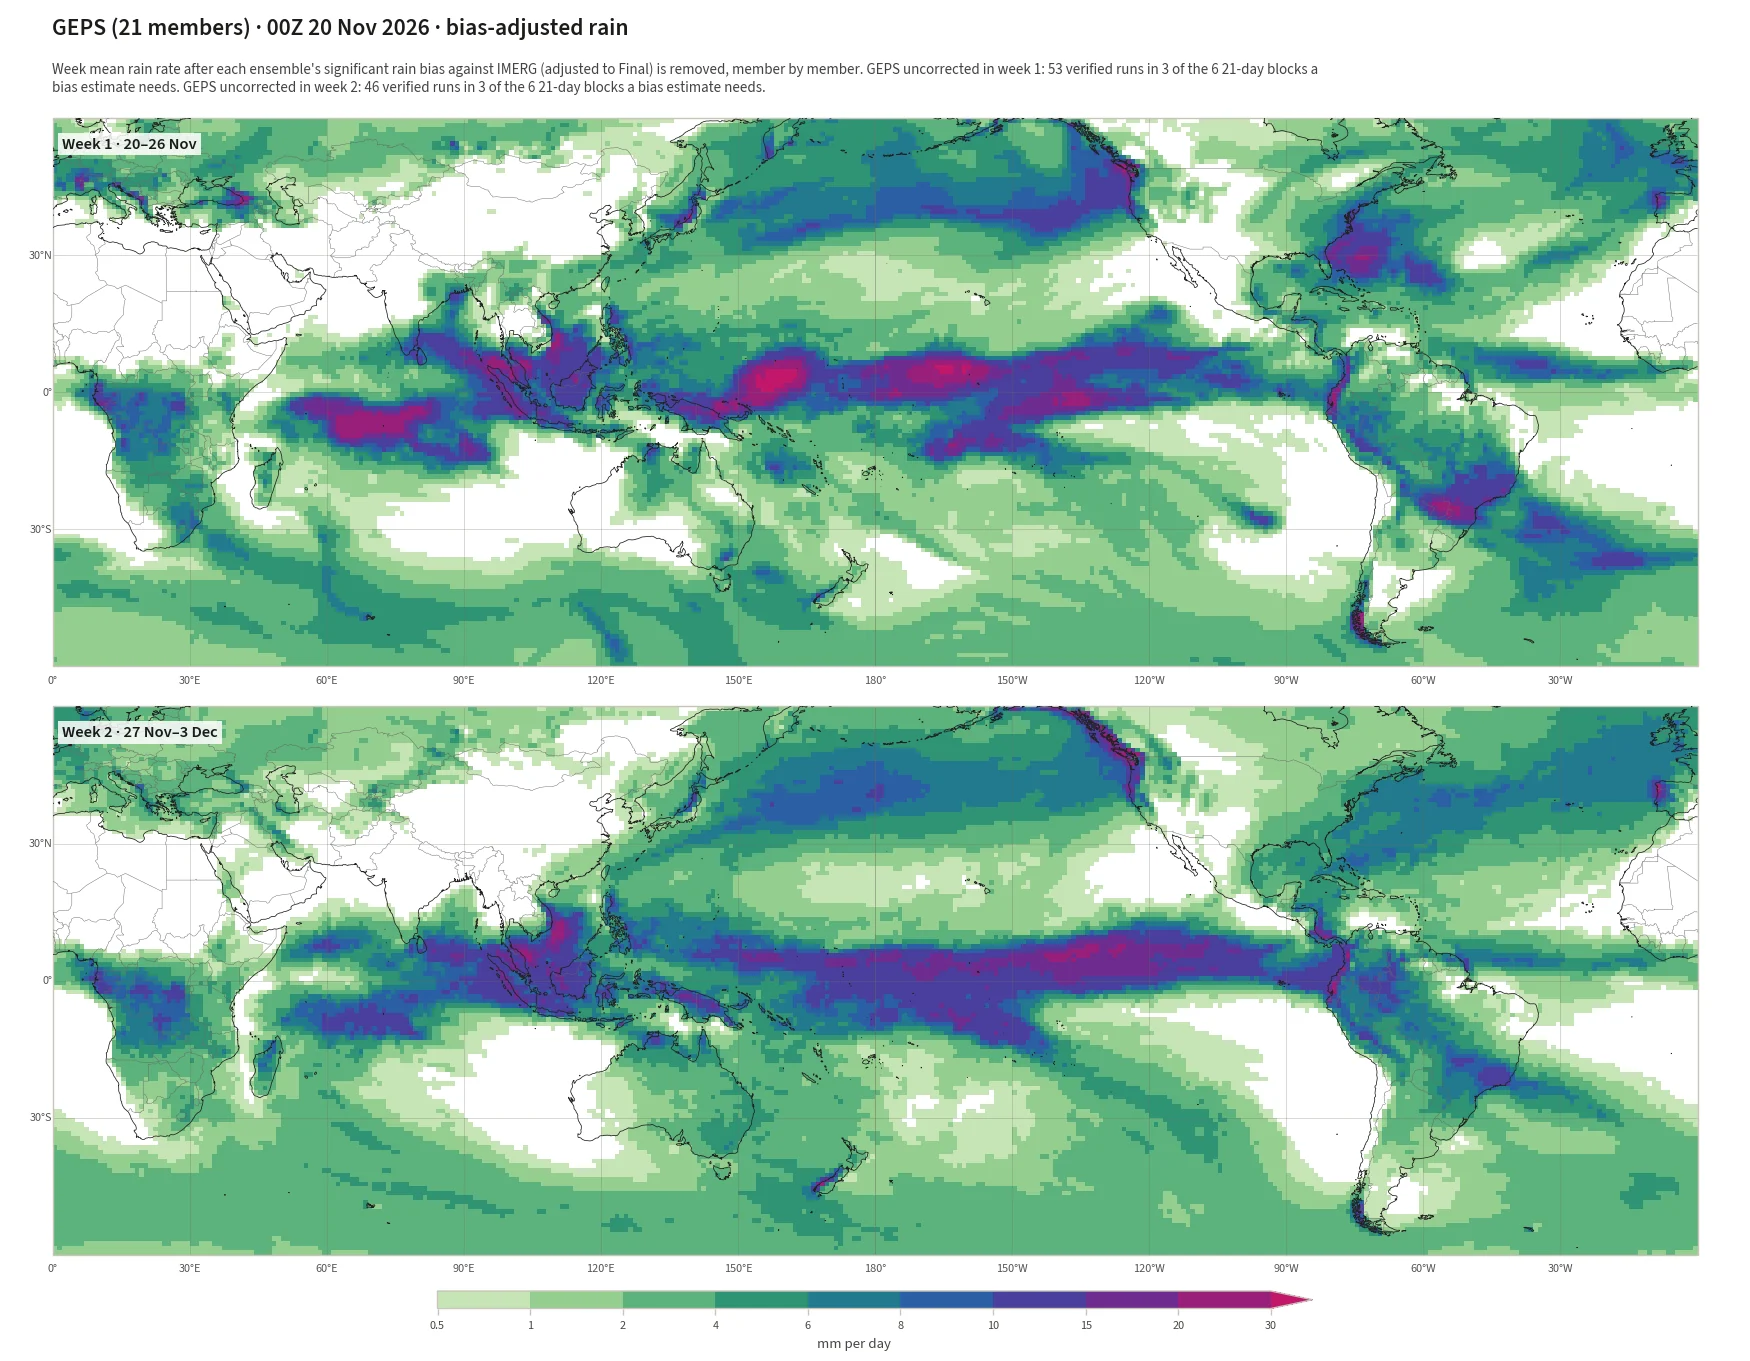 GEPS (21 members) · 00Z 20 Nov 2026 · bias-adjusted rain
Week mean rain rate after each ensemble's significant rain bias against IMERG (adjusted to Final) is removed, member by member. GEPS uncorrected in week 1: 53 verified runs in 3 of the 6 21-day blocks a
bias estimate needs. GEPS uncorrected in week 2: 46 verified runs in 3 of the 6 21-day blocks a bias estimate needs.
Week 1 · 20–26 Nov
30°N
0°
30°S
0° 30°E 60°E 90°E 120°E 150°E 180° 150°W 120°W 90°W 60°W 30°W
Week 2 · 27 Nov–3 Dec
30°N
0°
30°S
0° 30°E 60°E 90°E 120°E 150°E 180° 150°W 120°W 90°W 60°W 30°W
0.5 1 2 4 6 8 10 15 20 30
mm per day